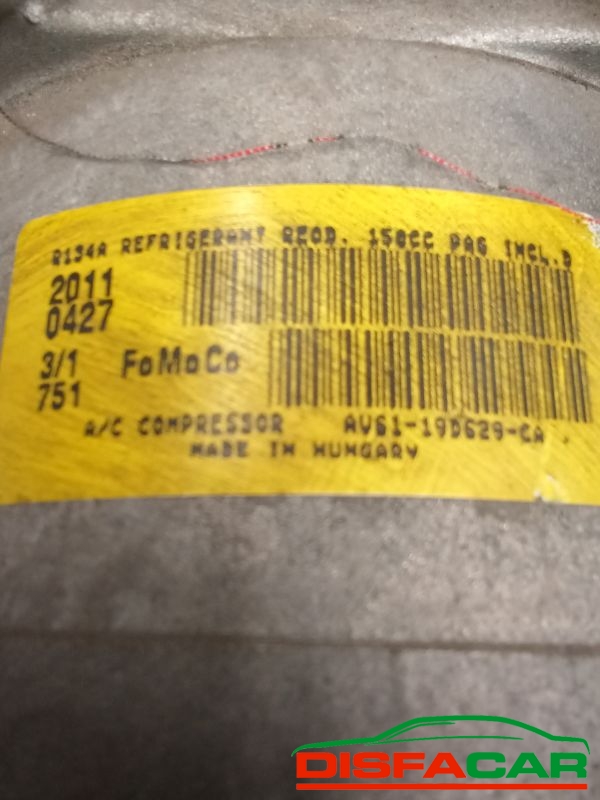 R134A REFRIGERANT REQD. 150CC PAG INCL.D
2011
0427
3/1 FoMoCo
751
A/C COMPRESSOR AV61-19D629-CA
MADE IN HUNGARY
DISFACAR